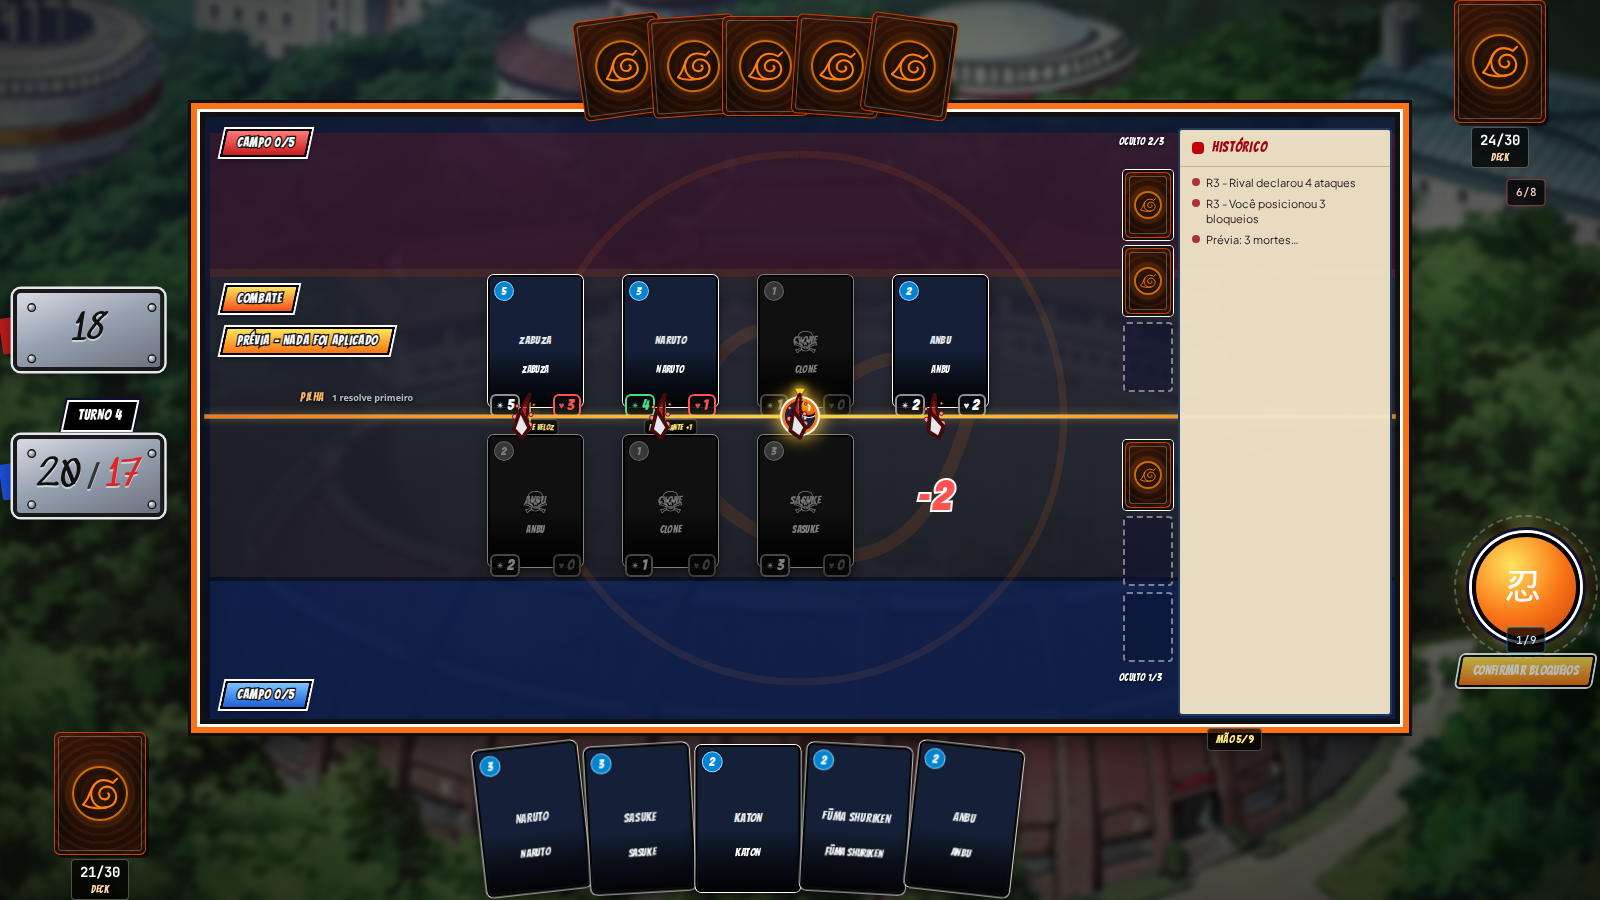 CAMPO 0/5
OCULTO 2/3
HISTÓRICO
R3 - Rival declarou 4 ataques
R3 - Você posicionou 3
bloqueios
Prévia: 3 mortes...
24/30
DECK
6/8
COMBATE
PRÉVIA - NADA FOI APLICADO
PILHA 1 resolve primeiro
5
ZABUZA
ZABUZA
5
3
3
NARUTO
NARUTO
4
1
1
CLONE
CLONE
0
2
ANBU
ANBU
2
2
18
TURNO 4
20/17
VELOZ
+1
2
ANBU
ANBU
2
0
1
CLONE
CLONE
1
0
3
SASUKE
SASUKE
3
0
-2
忍
1/9
CONFIRMAR BLOQUEIOS
OCULTO 1/3
CAMPO 0/5
MÃO 5/9
3
NARUTO
NARUTO
3
SASUKE
SASUKE
2
KATON
KATON
2
FŪMA SHURIKEN
FŪMA SHURIKEN
2
ANBU
ANBU
21/30
DECK